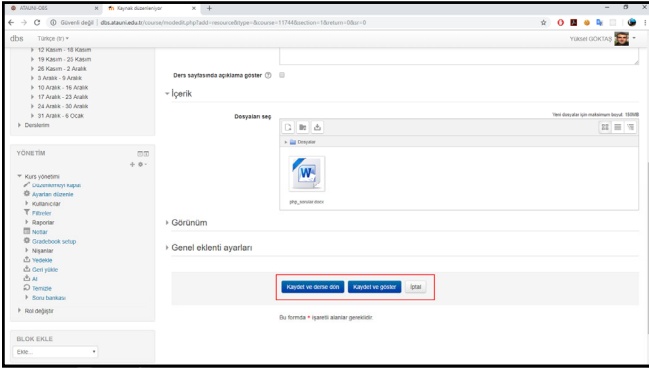 ATAUNI-DBS
Kaynak düzenleniyor
Güvenli değil | dbs.atauni.edu.tr/course/modedit.php?add=resource&type=&course=11744&section=1&return=0&sr=0
dbs Türkçe (tr)
Yüksel GÖKTAŞ
12 Kasım - 18 Kasım
19 Kasım - 25 Kasım
26 Kasım - 2 Aralık
3 Aralık - 9 Aralık
10 Aralık - 16 Aralık
17 Aralık - 23 Aralık
24 Aralık - 30 Aralık
31 Aralık - 6 Ocak
Derslerim
YÖNETİM
Kurs yönetimi
Düzenlemeyi kapat
Ayarları düzenle
Kullanıcılar
Filtreler
Raporlar
Notlar
Gradebook setup
Nişanlar
Yedekle
Geri yükle
Al
Temizle
Soru bankası
Rol değiştir
BLOK EKLE
Ekle...
Ders sayfasında açıklama göster
İçerik
Dosyaları seç
Yeni dosyalar için maksimum boyut: 150MB
Dosyalar
php_sorular.docx
Görünüm
Genel eklenti ayarları
Kaydet ve derse dön
Kaydet ve göster
İptal
Bu formda * işaretli alanlar gereklidir.